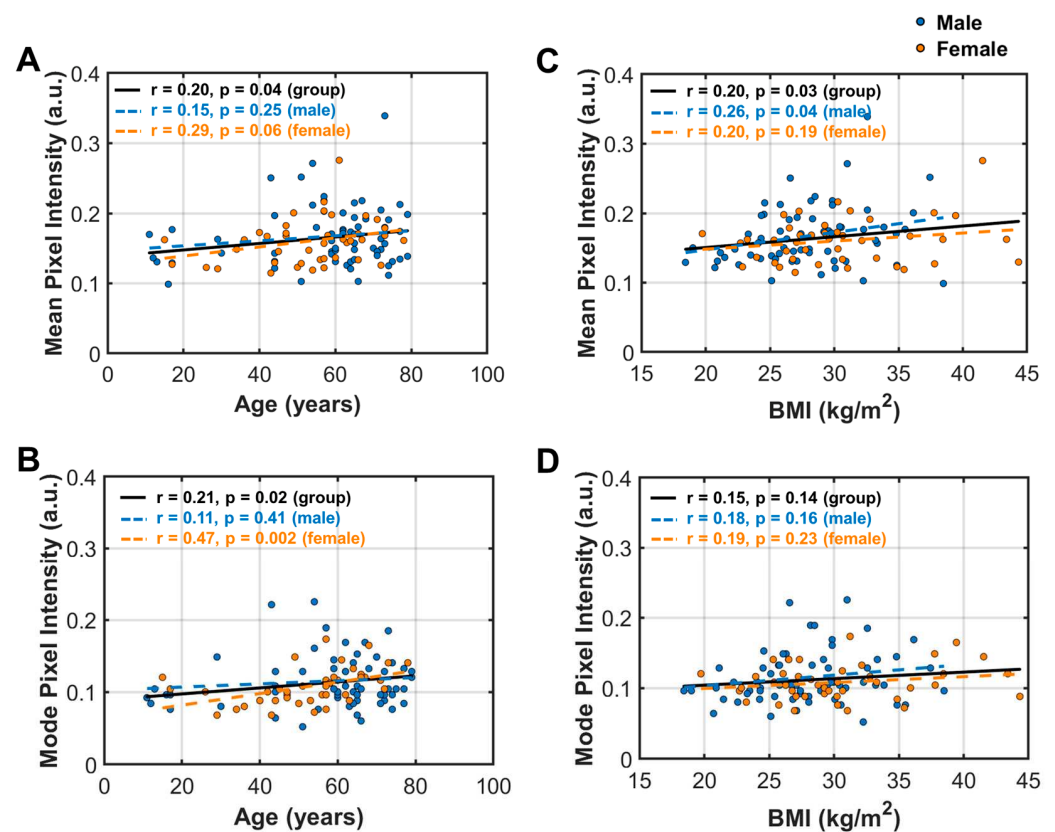 Male
Female
A
Mean Pixel Intensity (a.u.)
0.4
0.3
0.2
0.1
0
r = 0.20, p = 0.04 (group)
r = 0.15, p = 0.25 (male)
r = 0.29, p = 0.06 (female)
0
20
40
60
80
100
Age (years)
C
Mean Pixel Intensity (a.u.)
0.4
0.3
0.2
0.1
0
r = 0.20, p = 0.03 (group)
r = 0.26, p = 0.04 (male)
r = 0.20, p = 0.19 (female)
15
20
25
30
35
40
45
BMI (kg/m²)
B
Mode Pixel Intensity (a.u.)
0.4
0.3
0.2
0.1
0
r = 0.21, p = 0.02 (group)
r = 0.11, p = 0.41 (male)
r = 0.47, p = 0.002 (female)
0
20
40
60
80
100
Age (years)
D
Mode Pixel Intensity (a.u.)
0.4
0.3
0.2
0.1
0
r = 0.15, p = 0.14 (group)
r = 0.18, p = 0.16 (male)
r = 0.19, p = 0.23 (female)
15
20
25
30
35
40
45
BMI (kg/m²)